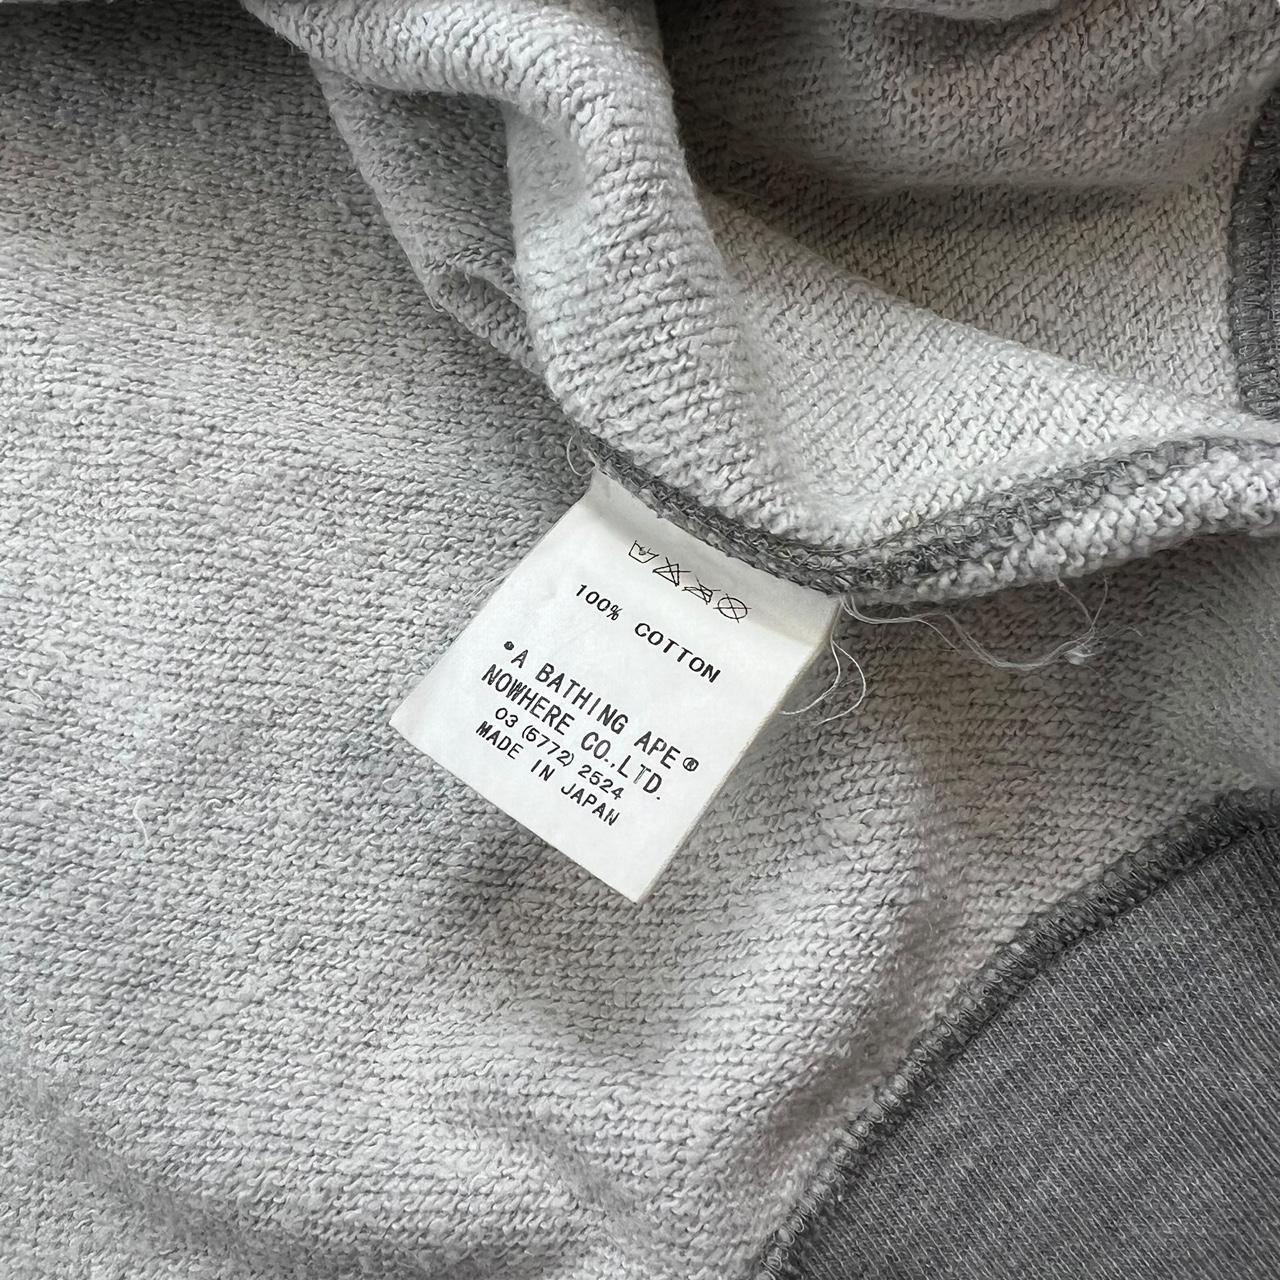 100% COTTON
•A BATHING APE®
NOWHERE CO.,LTD.
03 (5772) 2524
MADE IN JAPAN